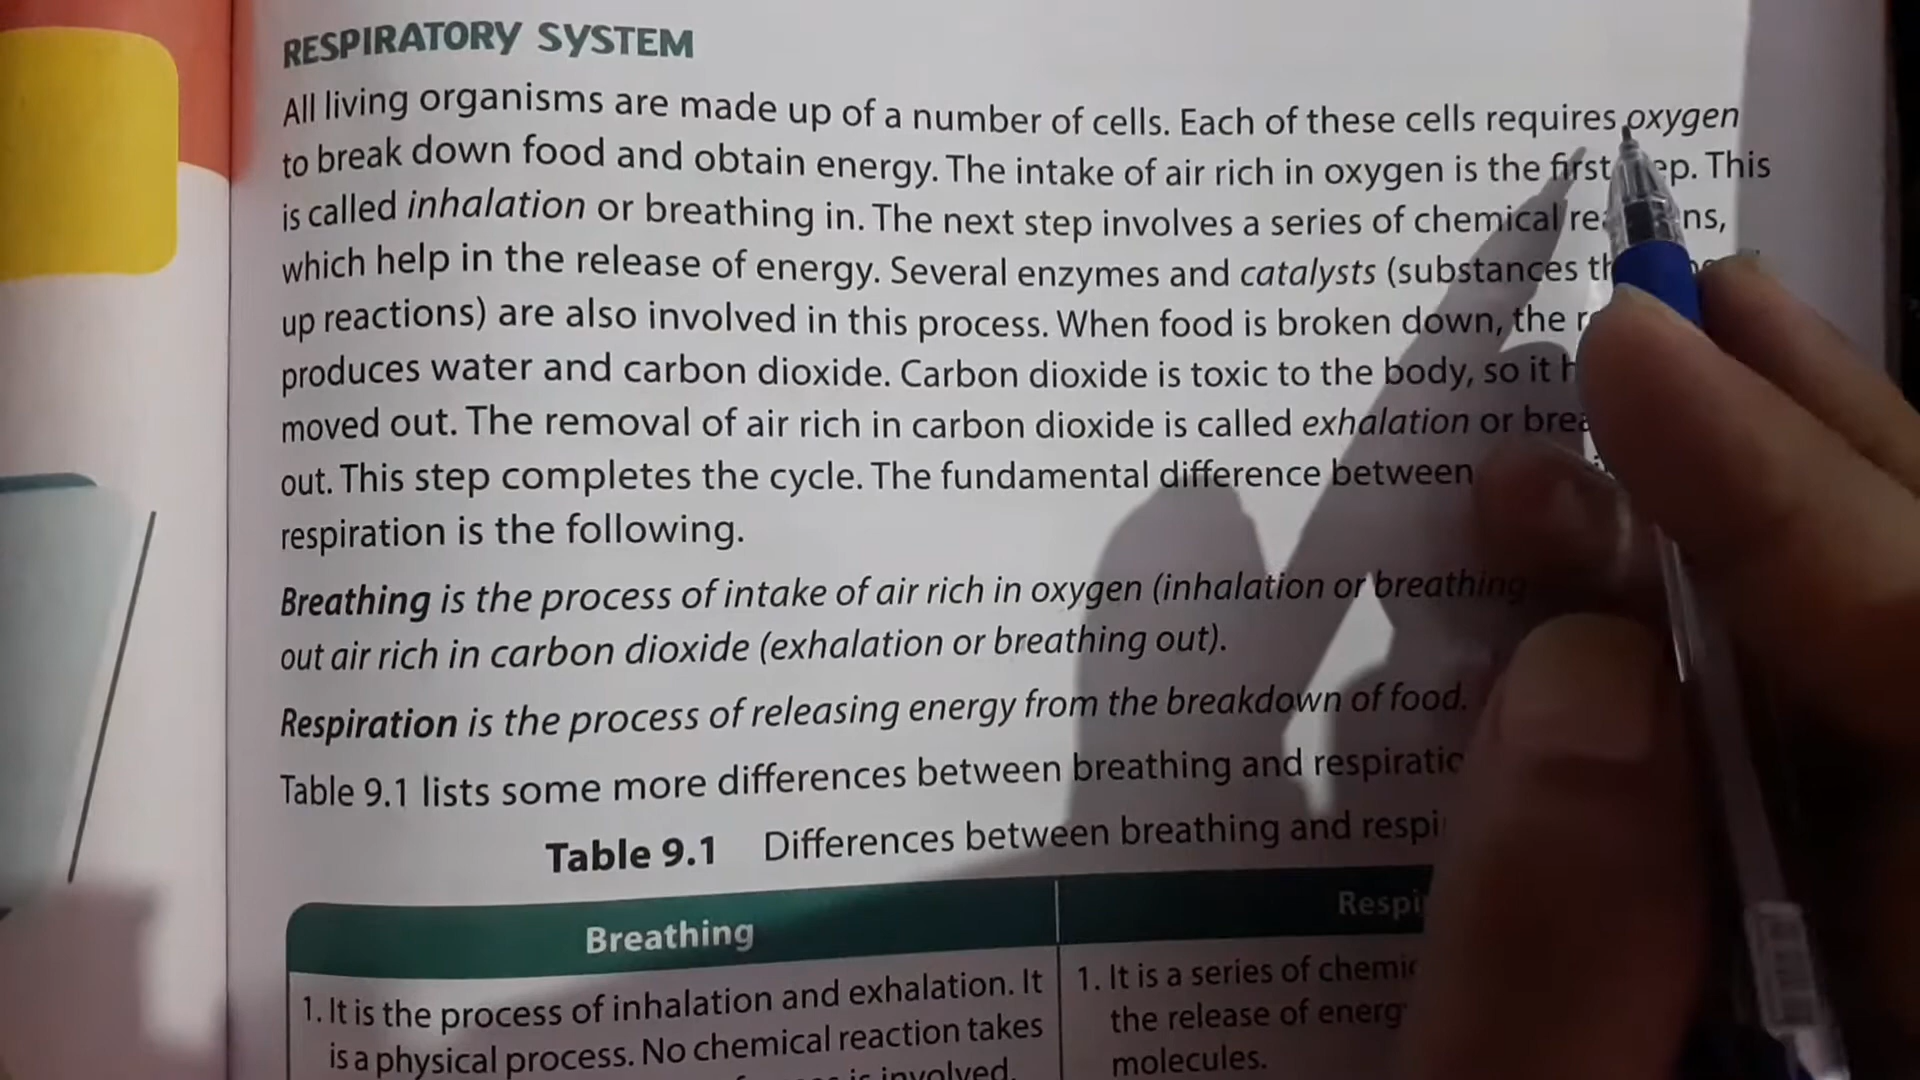 RESPIRATORY SYSTEM
All living organisms are made up of a number of cells. Each of these cells requires oxygen
to break down food and obtain energy. The intake of air rich in oxygen is the first This
is called inhalation or breathing in. The next step involves a series of chemical
which help in the release of energy. Several enzymes and catalysts (substances
up reactions) are also involved in this process. When food is broken down, the
produces water and carbon dioxide. Carbon dioxide is toxic to the body, so it
moved out. The removal of air rich in carbon dioxide is called exhalation or
out. This step completes the cycle. The fundamental difference between
respiration is the following.
Breathing is the process of intake of air rich in oxygen (inhalation or breathing
out air rich in carbon dioxide (exhalation or breathing out).
Respiration is the process of releasing energy from the breakdown of food.
Table 9.1 lists some more differences between breathing and
Table 9.1 Differences between breathing and
Breathing
1. It is the process of inhalation and exhalation. It
is a physical process. No chemical reaction takes
is involved.
1. It is a series of
the release of
molecules.